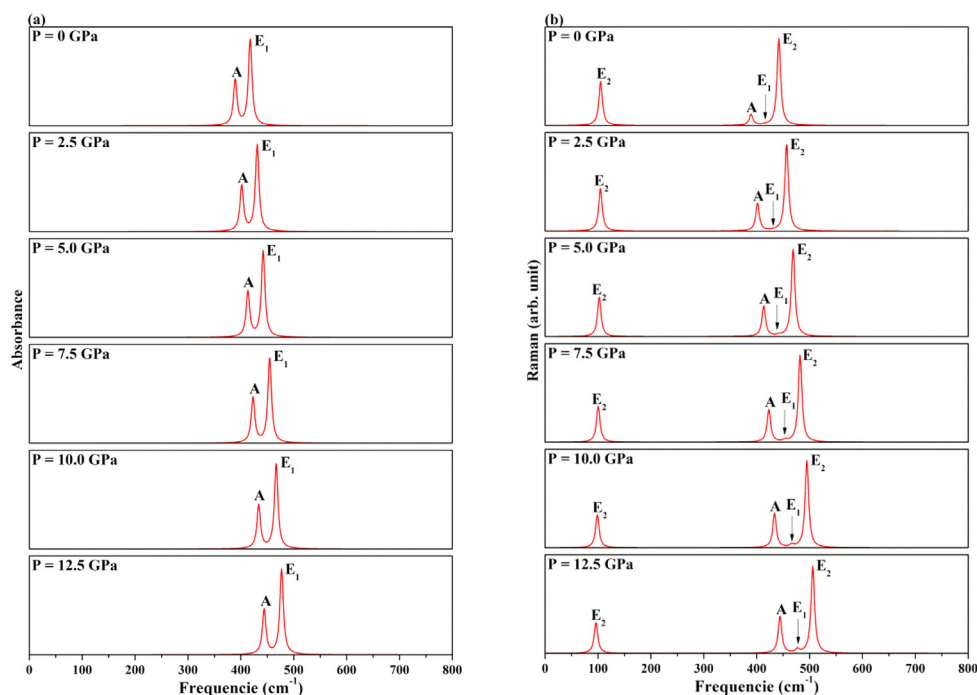 (a)
P = 0 GPa
A
E₁
P = 2.5 GPa
A
E₁
P = 5.0 GPa
A
E₁
P = 7.5 GPa
A
E₁
P = 10.0 GPa
A
E₁
P = 12.5 GPa
A
E₁
Absorbance
0 100 200 300 400 500 600 700 800
Frequencie (cm⁻¹)
(b)
P = 0 GPa
E₂
A
E₁
E₂
P = 2.5 GPa
E₂
A
E₁
E₂
P = 5.0 GPa
E₂
A
E₁
E₂
P = 7.5 GPa
E₂
A
E₁
E₂
P = 10.0 GPa
E₂
A
E₁
E₂
P = 12.5 GPa
E₂
A
E₁
E₂
Raman (arb. unit)
0 100 200 300 400 500 600 700 800
Frequencie (cm⁻¹)